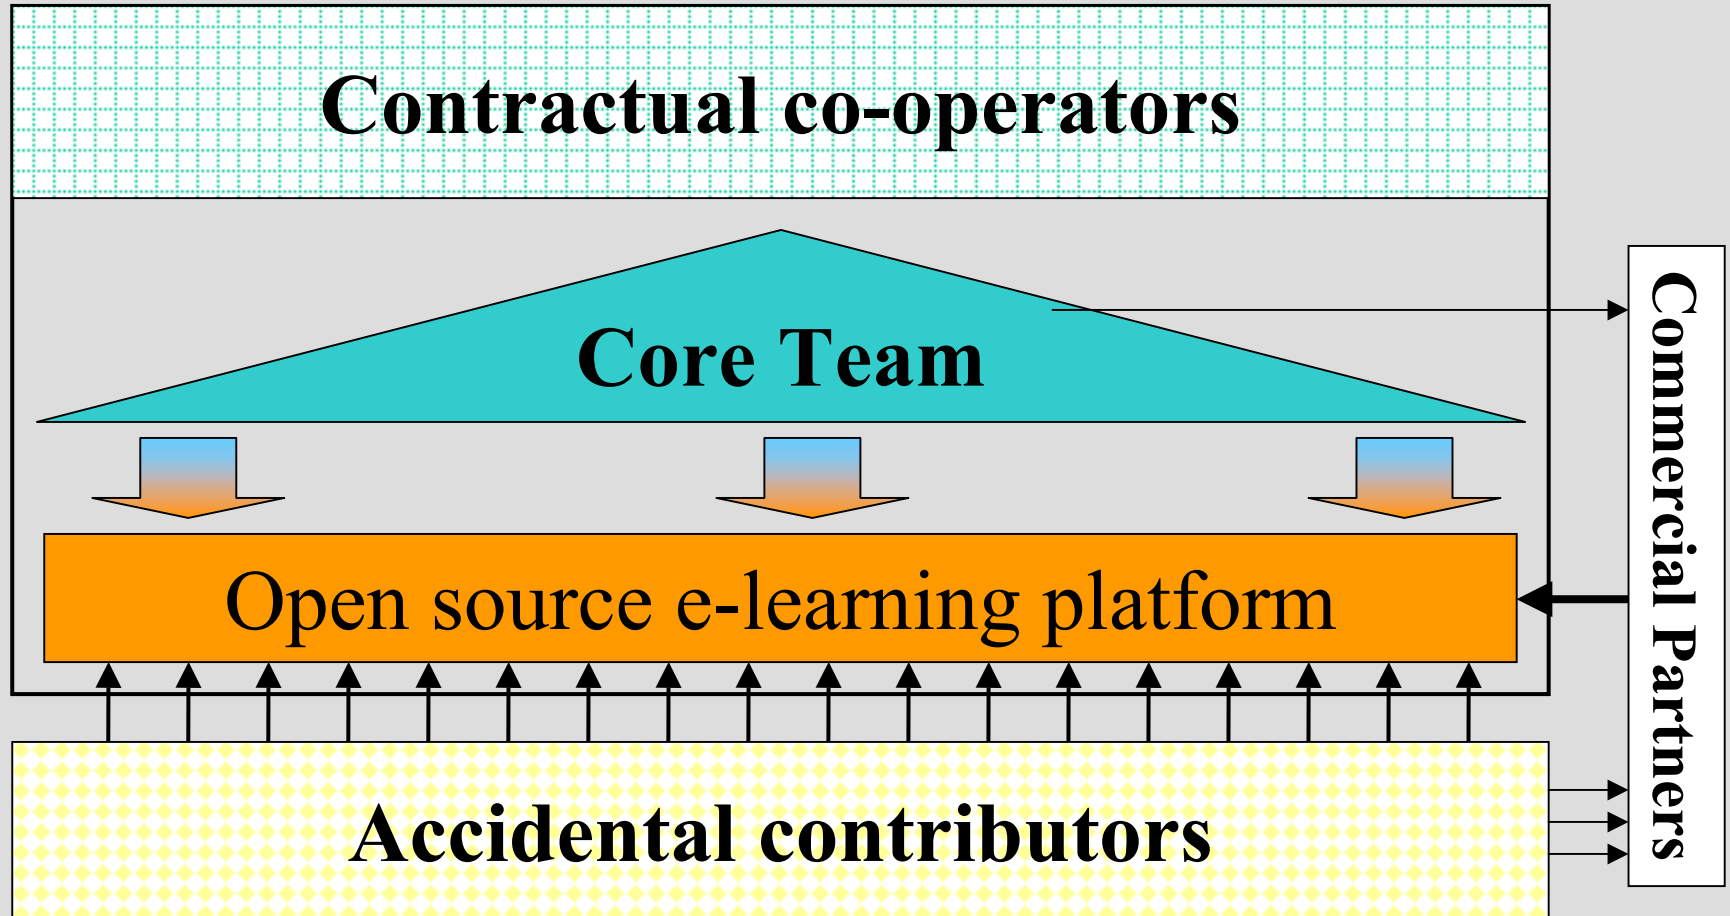 Contractual co-operators
Core Team
Open source e-learning platform
Accidental contributors
Commercial Partners